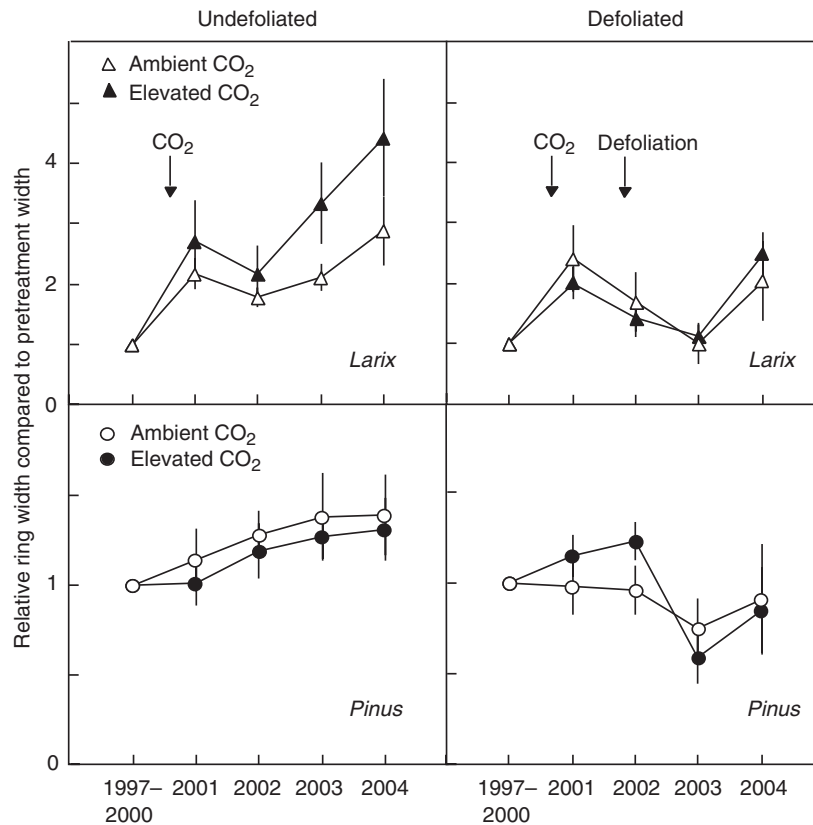 Undefoliated
Defoliated
Relative ring width compared to pretreatment width
Ambient CO₂
Elevated CO₂
CO₂
4
2
1
0
Larix
CO₂
Defoliation
Larix
Ambient CO₂
Elevated CO₂
1
0
Pinus
Pinus
1997–
2000
2001
2002
2003
2004
1997–
2000
2001
2002
2003
2004